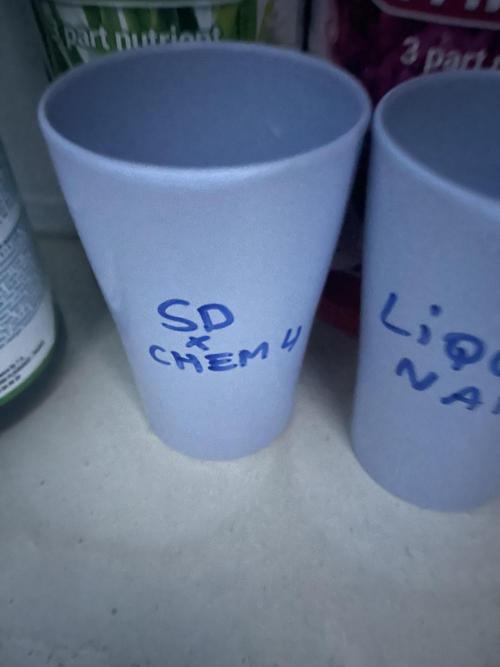 3 part nutrient
3 part
SD
x
CHEM 4
LiQ
NA